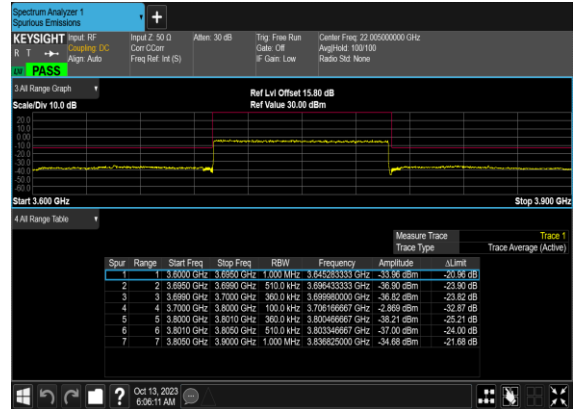 Spectrum Analyzer 1
Spurious Emissions
+
KEYSIGHT Input: RF Input Z: 50 Ω Atten: 30 dB Trig: Free Run Center Freq: 22.005000000 GHz
R T Coupling: DC Corr CCorr Gate: Off Avg|Hold: 100/100
Align: Auto Freq Ref: Int (S) IF Gain: Low Radio Std: None
PASS
3 All Range Graph
Ref Lvl Offset 15.80 dB
Scale/Div 10.0 dB Ref Value 30.00 dBm
20.0
10.0
0.00
-10.0
-20.0
-30.0
-40.0
-50.0
-60.0
Start 3.600 GHz Stop 3.900 GHz
4 All Range Table
Measure Trace Trace 1
Trace Type Trace Average (Active)
Spur Range Start Freq Stop Freq RBW Frequency Amplitude ΔLimit
1 1 3.6000 GHz 3.6950 GHz 1.000 MHz 3.645283333 GHz -33.96 dBm -20.96 dB
2 2 3.6950 GHz 3.6990 GHz 510.0 kHz 3.696433333 GHz -36.90 dBm -23.90 dB
3 3 3.6990 GHz 3.7000 GHz 360.0 kHz 3.699980000 GHz -36.82 dBm -23.82 dB
4 4 3.7000 GHz 3.8000 GHz 100.0 kHz 3.706166667 GHz -2.869 dBm -32.87 dB
5 5 3.8000 GHz 3.8010 GHz 360.0 kHz 3.800466667 GHz -38.21 dBm -25.21 dB
6 6 3.8010 GHz 3.8050 GHz 510.0 kHz 3.803346667 GHz -37.00 dBm -24.00 dB
7 7 3.8050 GHz 3.9000 GHz 1.000 MHz 3.836825000 GHz -34.68 dBm -21.68 dB
? Oct 13, 2023
6:06:11 AM